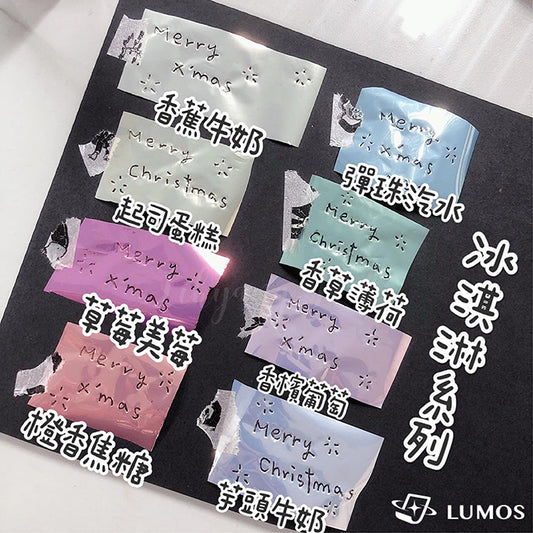 Merry
X'mas
香蕉牛奶
Merry
Christmas
起司蛋糕
Merry
X'mas
草莓美莓
Merry
X'mas
橙香焦糖
Merry
X'mas
彈珠汽水
Merry
Christmas
香草薄荷
Merry
X'mas
香檳葡萄
Merry
Christmas
芋頭牛奶
冰淇淋系列
LUMOS